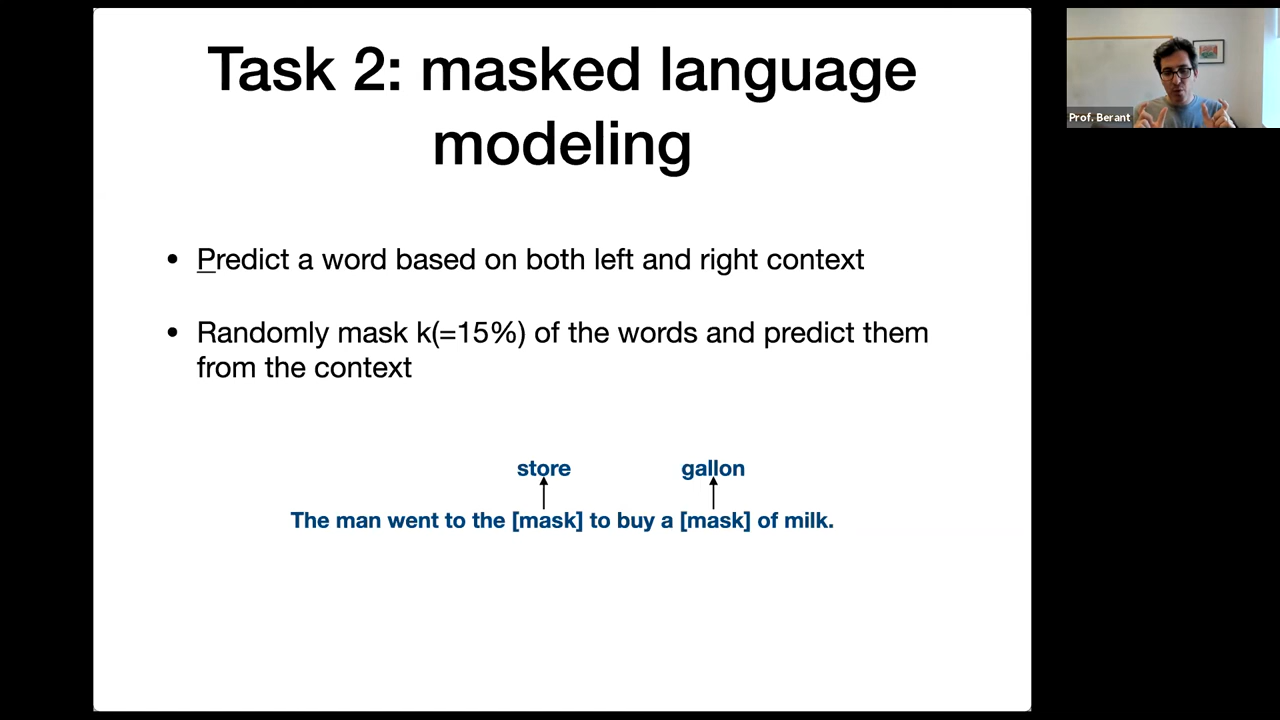 Task 2: masked language
modeling
• Predict a word based on both left and right context
• Randomly mask k(=15%) of the words and predict them
from the context
store gallon
The man went to the [mask] to buy a [mask] of milk.
Prof. Berant